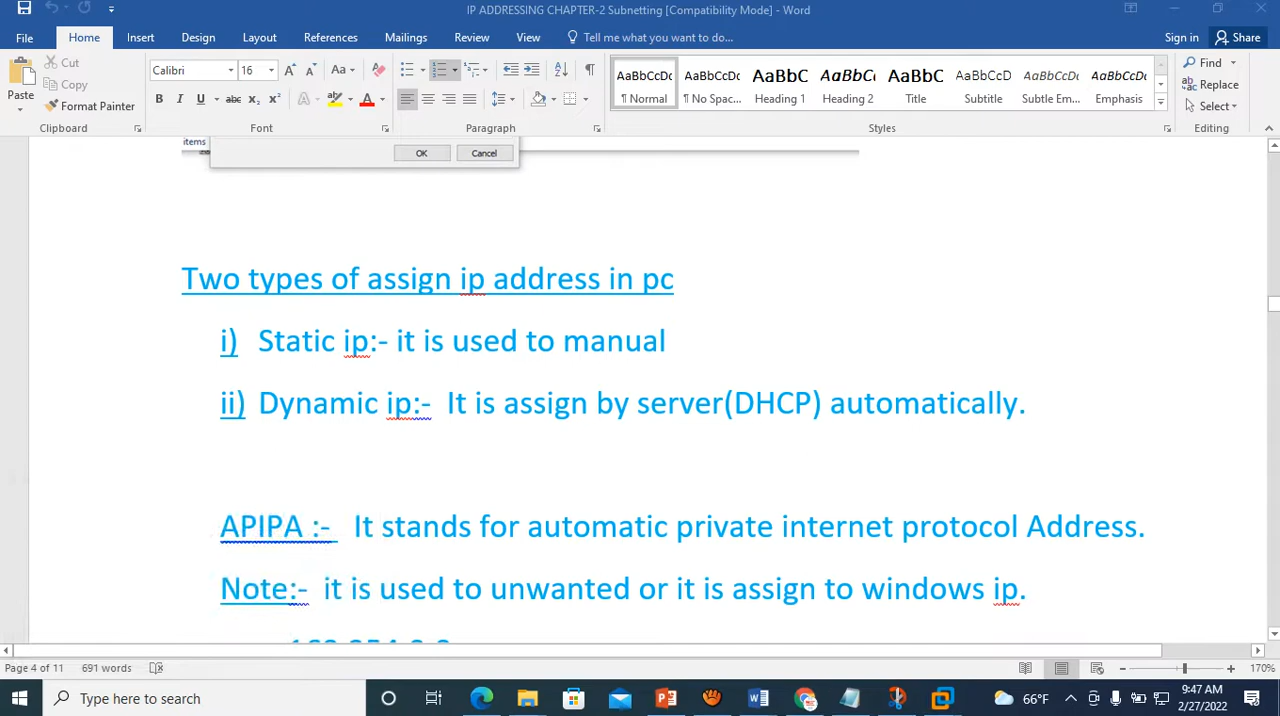 IP ADDRESSING CHAPTER-2 Subnetting [Compatibility Mode] - Word
File Home Insert Design Layout References Mailings Review View Tell me what you want to do... Sign in Share
Paste
Cut
Copy
Format Painter
Clipboard
Calibri 16
Font
Paragraph
AaBbCcDc AaBbCcDc AaBbC AaBbCc AaBbC AaBbCcD AaBbCcDc AaBbCcDc
¶ Normal ¶ No Spac... Heading 1 Heading 2 Title Subtitle Subtle Em... Emphasis
Styles
Find
Replace
Select
Editing
items
OK Cancel
Two types of assign ip address in pc
i) Static ip:- it is used to manual
ii) Dynamic ip:- It is assign by server(DHCP) automatically.
APIPA :- It stands for automatic private internet protocol Address.
Note:- it is used to unwanted or it is assign to windows ip.
Page 4 of 11 691 words 170%
Type here to search 66°F 9:47 AM
2/27/2022